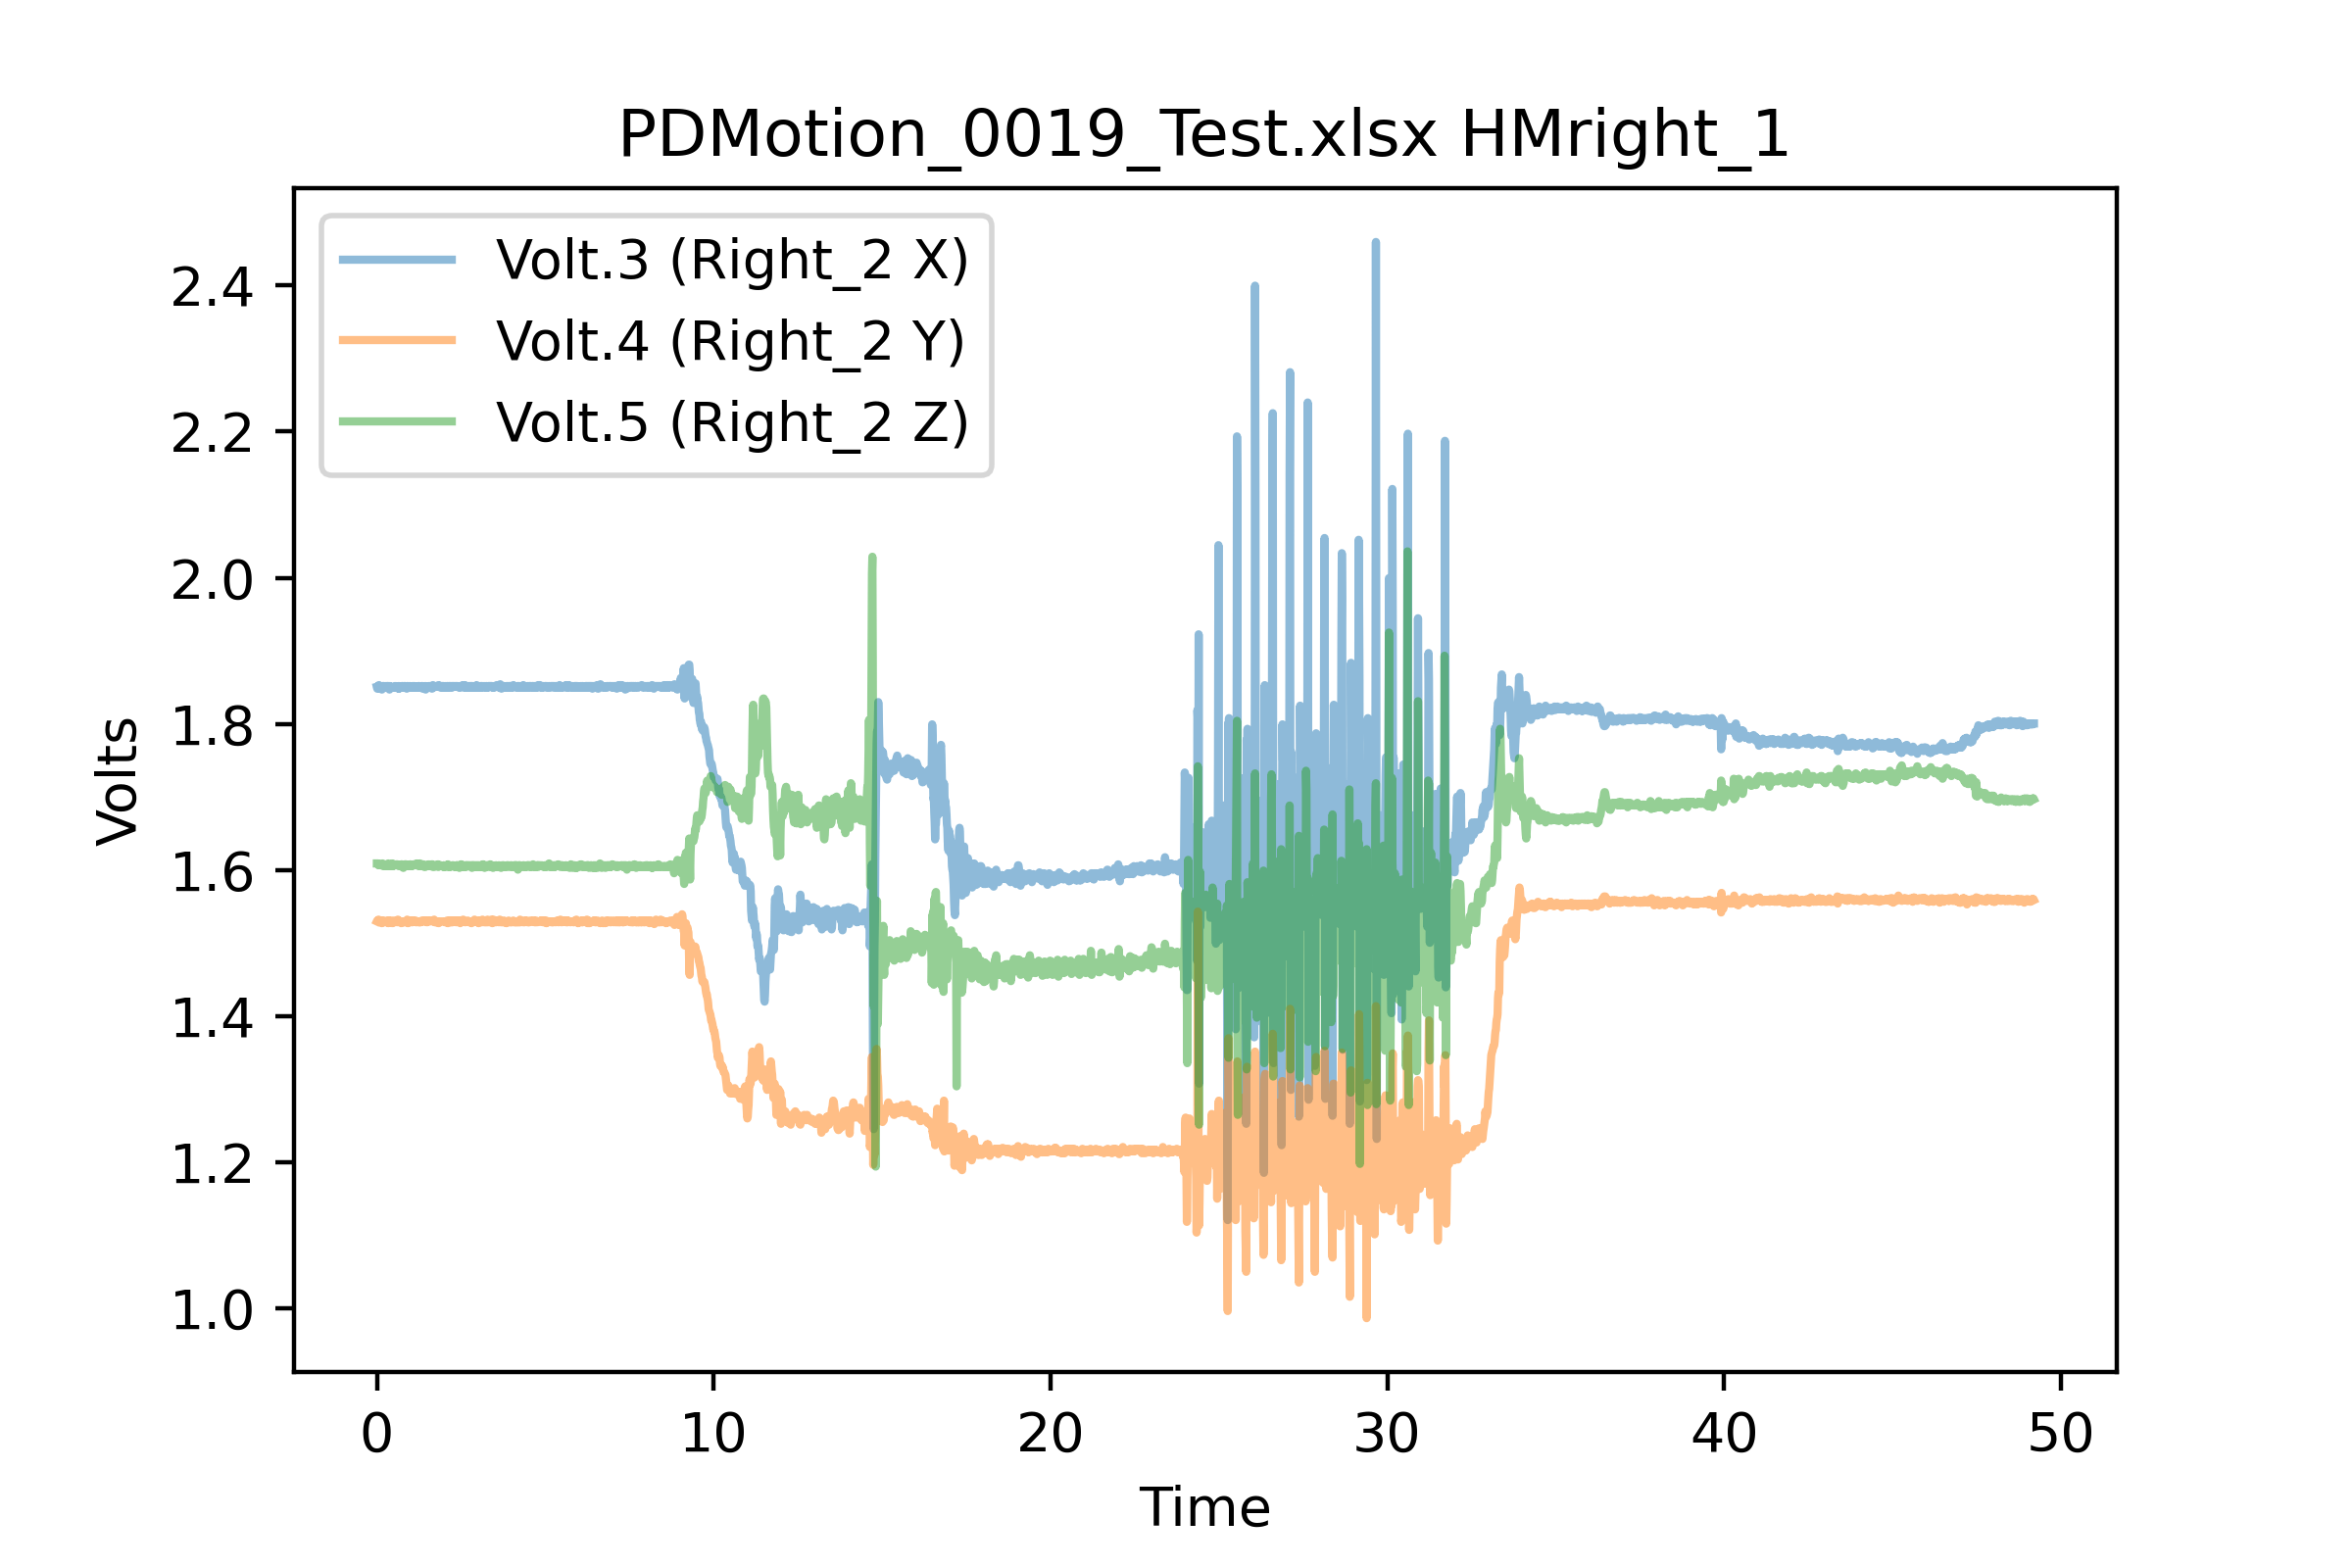 PDMotion_0019_Test.xlsx HMright_1
Volt.3 (Right_2 X)
Volt.4 (Right_2 Y)
Volt.5 (Right_2 Z)
Volts
2.4
2.2
2.0
1.8
1.6
1.4
1.2
1.0
0 10 20 30 40 50
Time